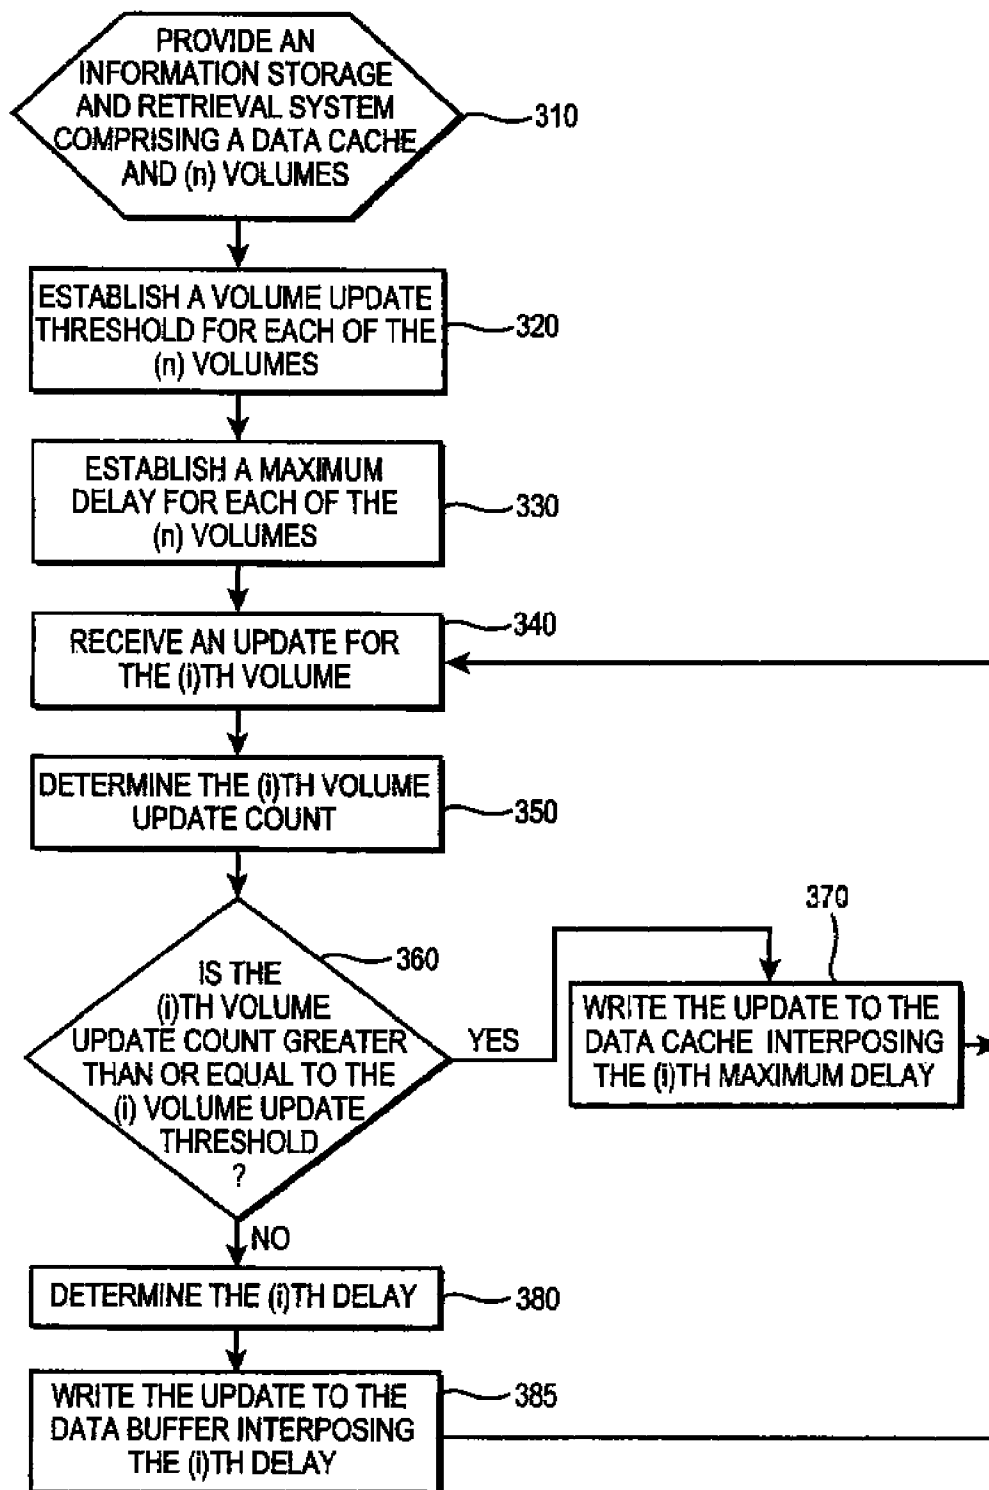 PROVIDE AN
INFORMATION STORAGE
AND RETRIEVAL SYSTEM
COMPRISING A DATA CACHE
AND (n) VOLUMES
310
ESTABLISH A VOLUME UPDATE
THRESHOLD FOR EACH OF THE
(n) VOLUMES
320
ESTABLISH A MAXIMUM
DELAY FOR EACH OF THE
(n) VOLUMES
330
RECEIVE AN UPDATE FOR
THE (i)TH VOLUME
340
DETERMINE THE (i)TH VOLUME
UPDATE COUNT
350
IS THE
(i)TH VOLUME
UPDATE COUNT GREATER
THAN OR EQUAL TO THE
(i) VOLUME UPDATE
THRESHOLD
?
360
YES
370
WRITE THE UPDATE TO THE
DATA CACHE INTERPOSING
THE (i)TH MAXIMUM DELAY
NO
DETERMINE THE (i)TH DELAY
380
WRITE THE UPDATE TO THE
DATA BUFFER INTERPOSING
THE (i)TH DELAY
385